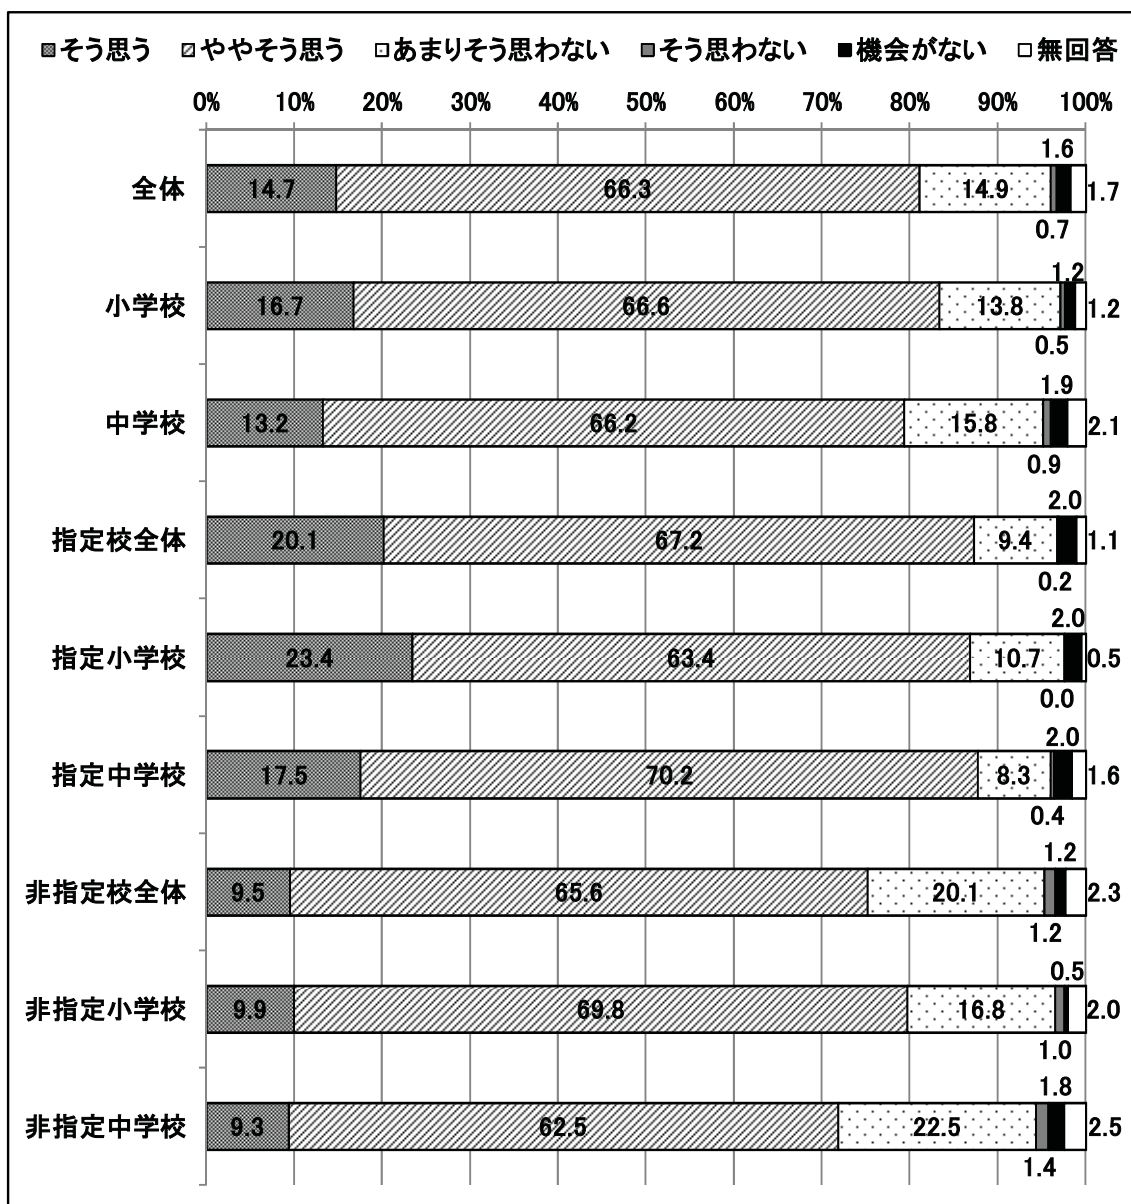 そう思う ややそう思う あまりそう思わない そう思わない 機会がない 無回答
0% 10% 20% 30% 40% 50% 60% 70% 80% 90% 100%
1.6
全体 14.7 66.3 14.9 1.7
0.7
1.2
小学校 16.7 66.6 13.8 1.2
0.5
1.9
中学校 13.2 66.2 15.8 2.1
0.9
2.0
指定校全体 20.1 67.2 9.4 1.1
0.2
2.0
指定小学校 23.4 63.4 10.7 0.5
0.0
2.0
指定中学校 17.5 70.2 8.3 1.6
0.4
1.2
非指定校全体 9.5 65.6 20.1 2.3
1.2
0.5
非指定小学校 9.9 69.8 16.8 2.0
1.0
1.8
非指定中学校 9.3 62.5 22.5 2.5
1.4